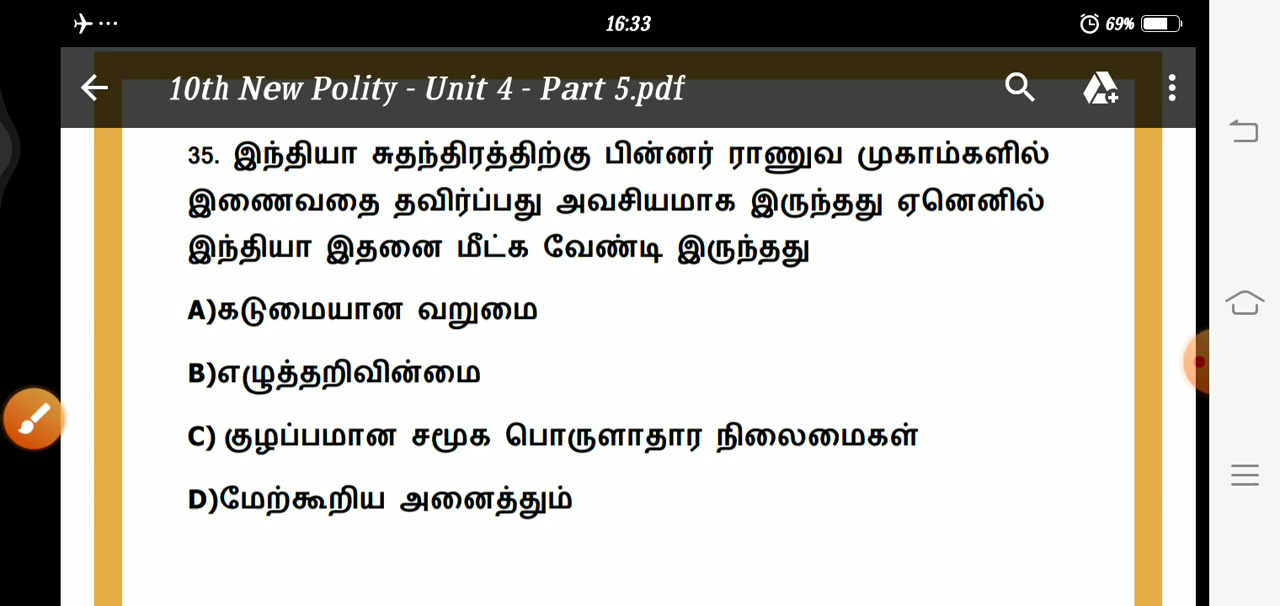 16:33
69%
10th New Polity - Unit 4 - Part 5.pdf
35. இந்தியா சுதந்திரத்திற்கு பின்னர் ராணுவ முகாம்களில்
இணைவதை தவிர்ப்பது அவசியமாக இருந்தது ஏனெனில்
இந்தியா இதனை மீட்க வேண்டி இருந்தது
A)கடுமையான வறுமை
B)எழுத்தறிவின்மை
C) குழப்பமான சமூக பொருளாதார நிலைமைகள்
D)மேற்கூறிய அனைத்தும்